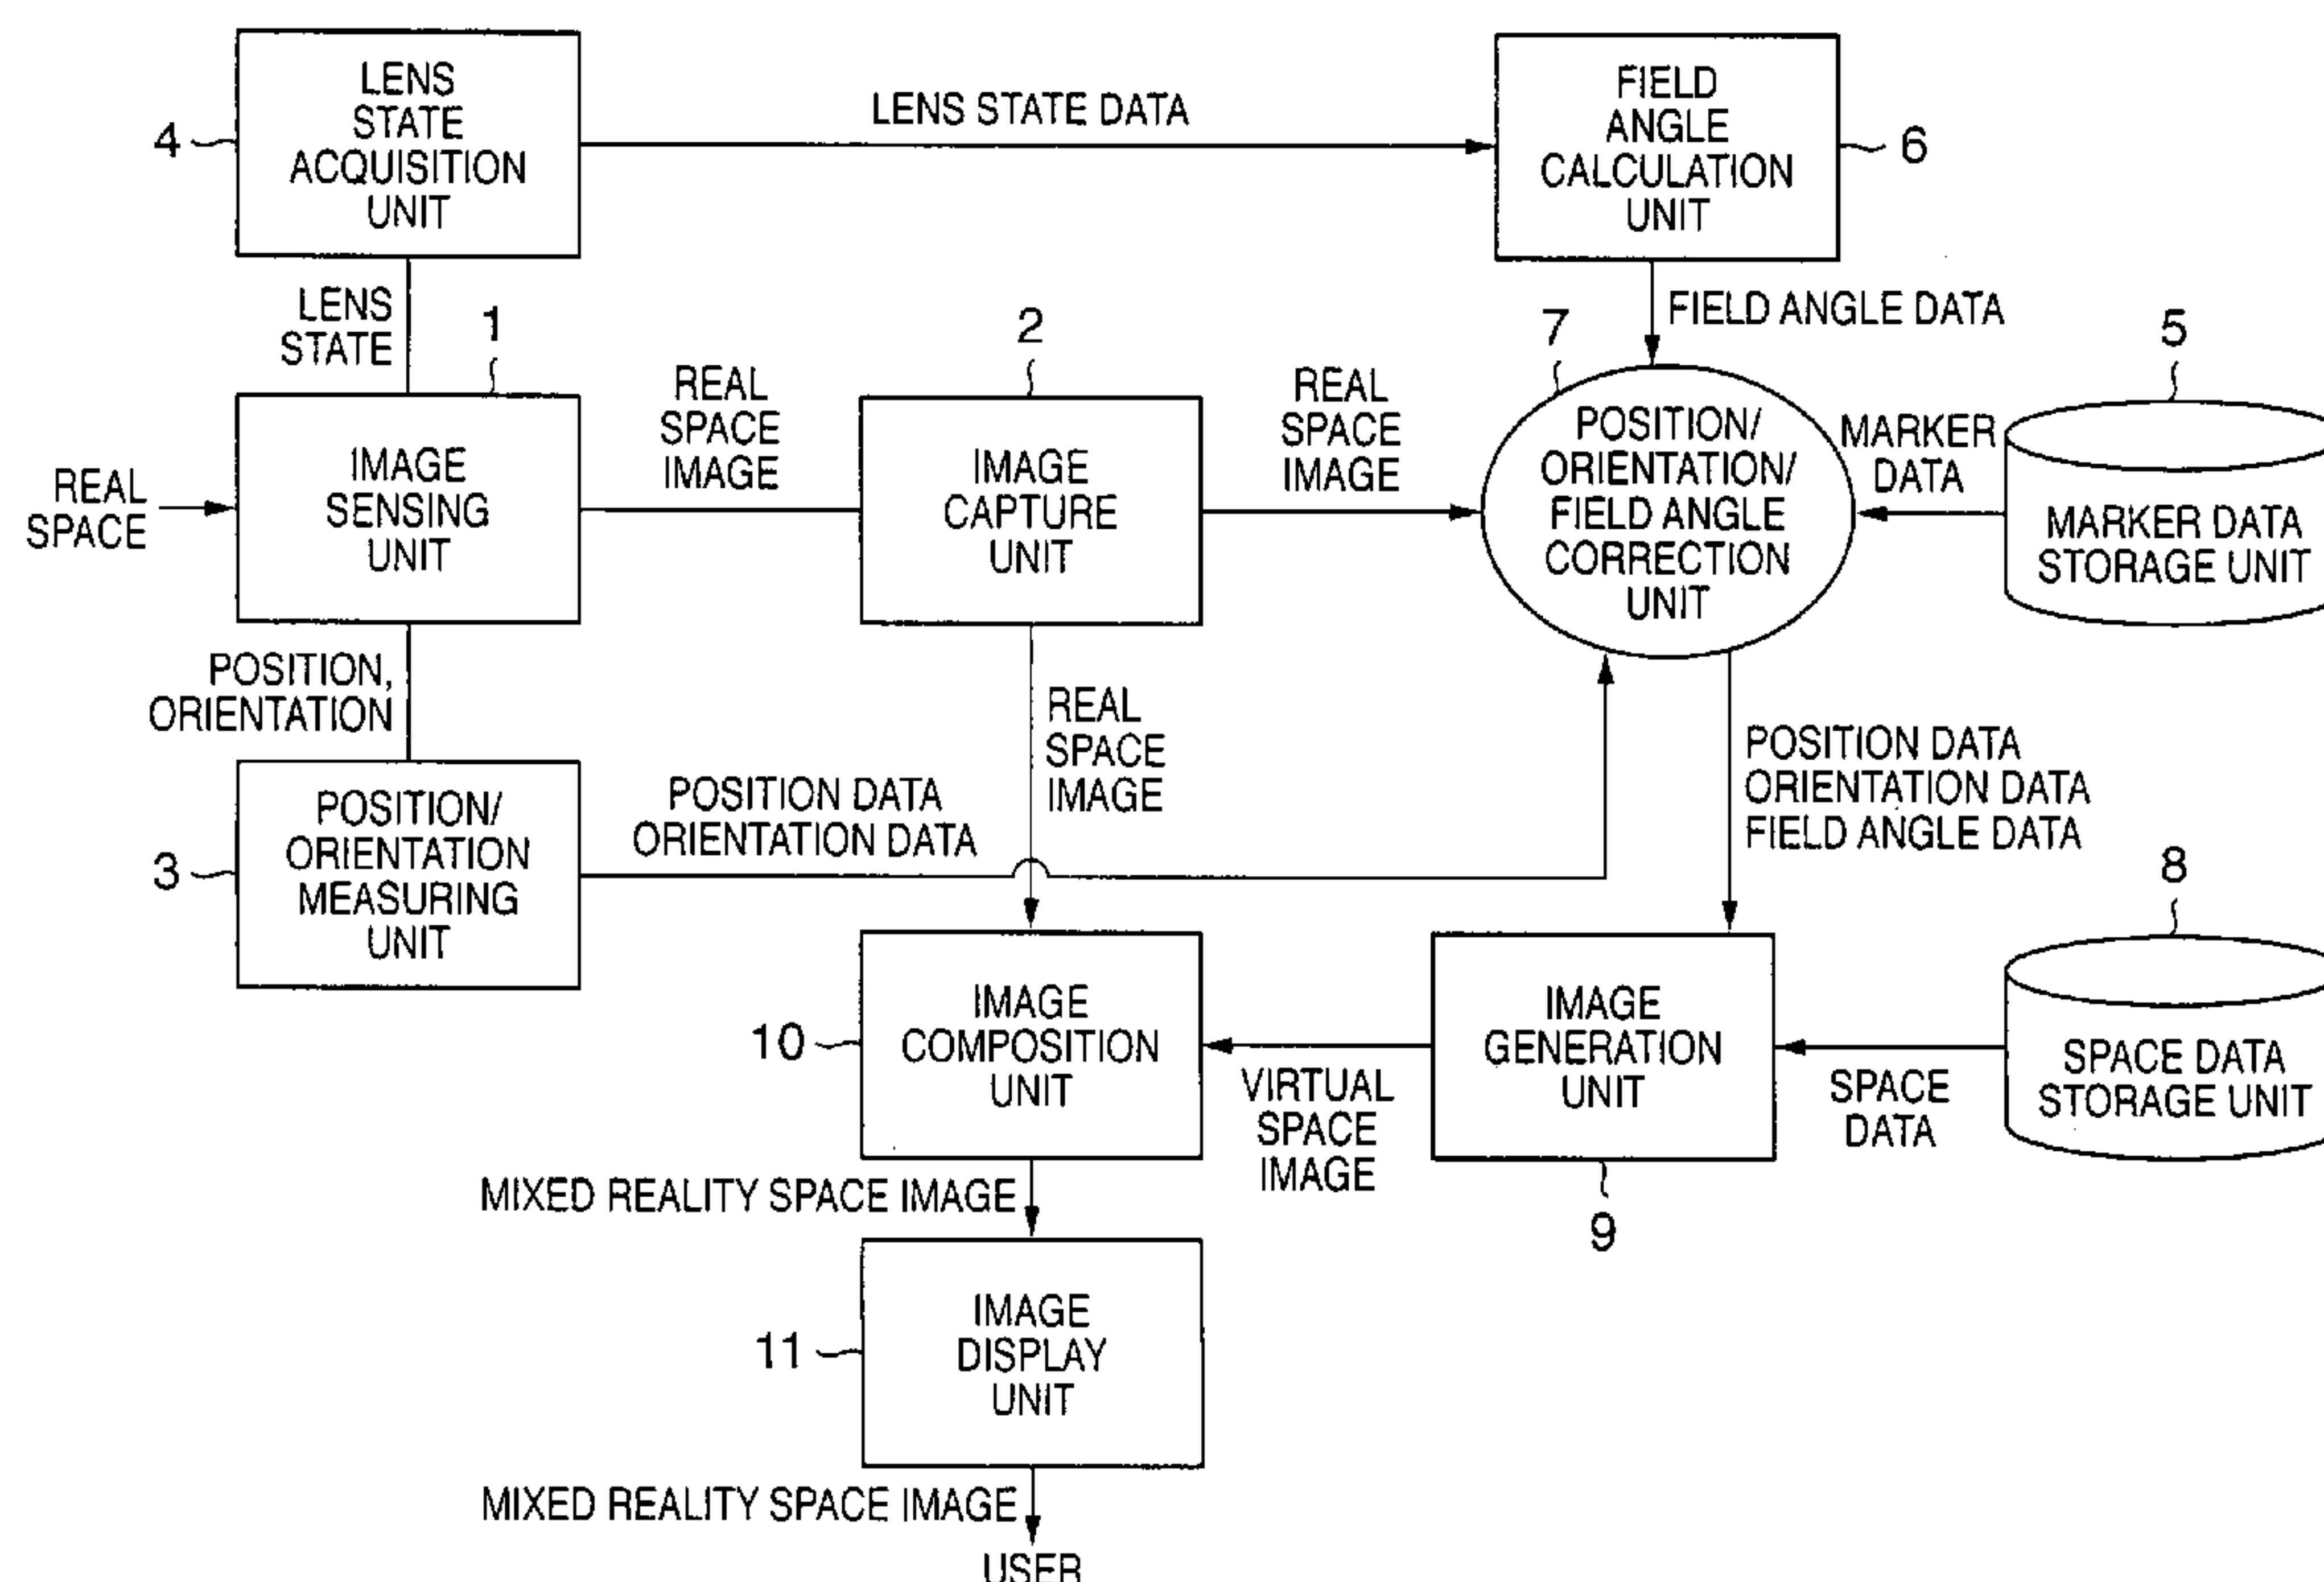 LENS
STATE
ACQUISITION
UNIT
4
LENS STATE DATA
FIELD
ANGLE
CALCULATION
UNIT
6
LENS
STATE
1
2
FIELD ANGLE DATA
7
5
REAL
SPACE
IMAGE
SENSING
UNIT
REAL
SPACE
IMAGE
IMAGE
CAPTURE
UNIT
REAL
SPACE
IMAGE
POSITION/
ORIENTATION/
FIELD ANGLE
CORRECTION
UNIT
MARKER
DATA
MARKER DATA
STORAGE UNIT
POSITION,
ORIENTATION
REAL
SPACE
IMAGE
POSITION DATA
ORIENTATION DATA
FIELD ANGLE DATA
3
POSITION/
ORIENTATION
MEASURING
UNIT
POSITION DATA
ORIENTATION DATA
8
10
IMAGE
COMPOSITION
UNIT
VIRTUAL
SPACE
IMAGE
IMAGE
GENERATION
UNIT
9
SPACE
DATA
SPACE DATA
STORAGE UNIT
MIXED REALITY SPACE IMAGE
11
IMAGE
DISPLAY
UNIT
MIXED REALITY SPACE IMAGE
USER